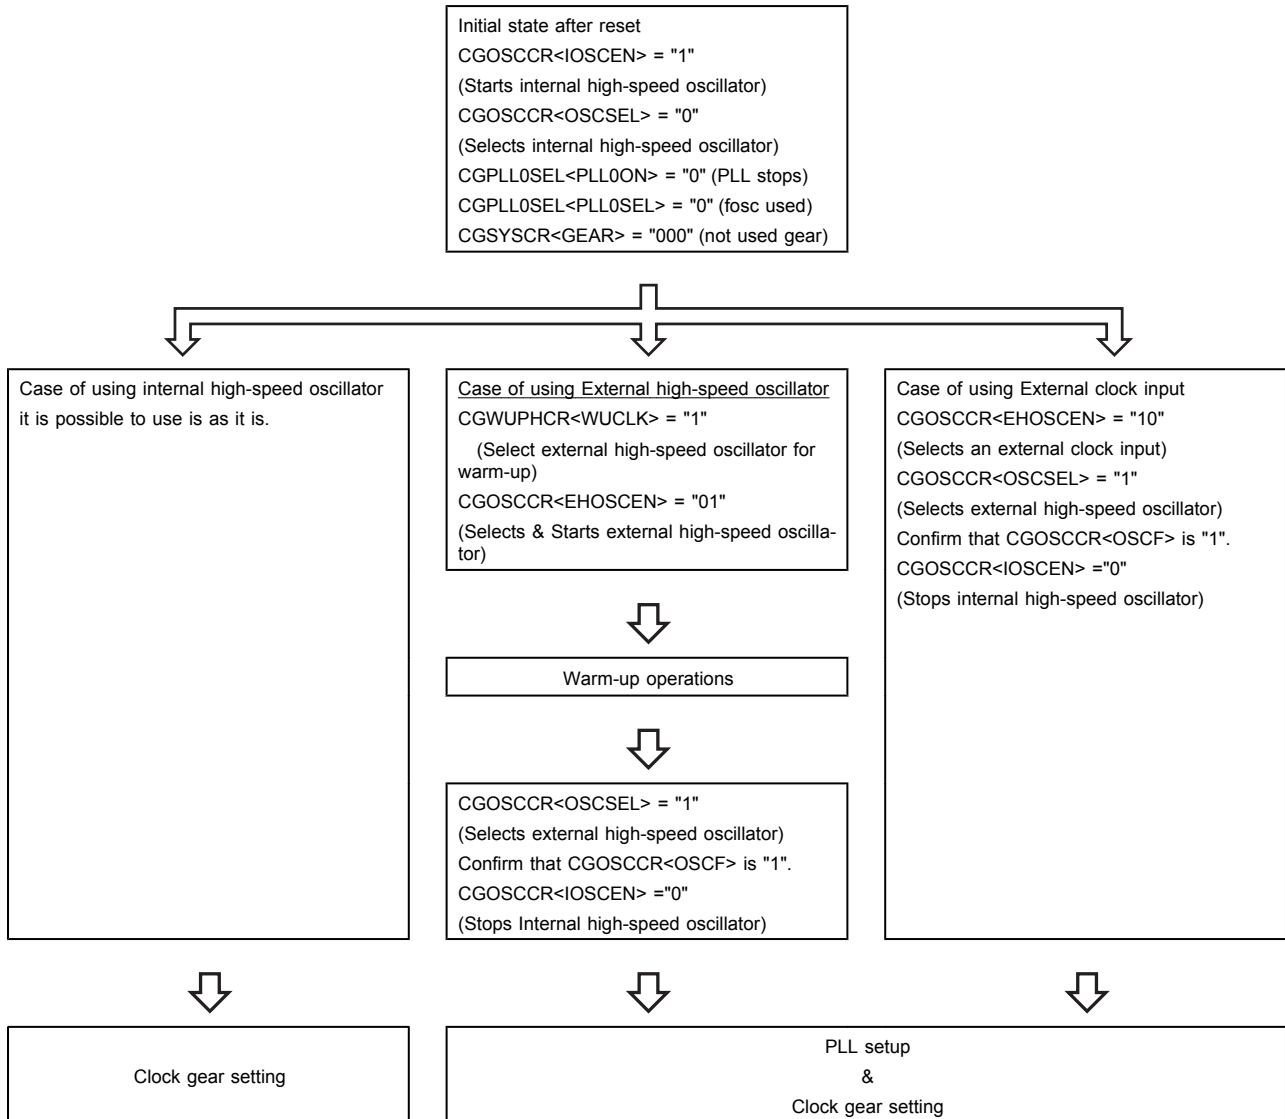 Initial state after reset
CGOSCCR<IOSCEN> = "1"
(Starts internal high-speed oscillator)
CGOSCCR<OSCSEL> = "0"
(Selects internal high-speed oscillator)
CGPLL0SEL<PLL0ON> = "0" (PLL stops)
CGPLL0SEL<PLL0SEL> = "0" (fosc used)
CGSYSCR<GEAR> = "000" (not used gear)
Case of using internal high-speed oscillator
it is possible to use is as it is.
Case of using External high-speed oscillator
CGWUPHCR<WUCLK> = "1"
(Select external high-speed oscillator for
warm-up)
CGOSCCR<EHOSCEN> = "01"
(Selects & Starts external high-speed oscilla-
tor)
Warm-up operations
CGOSCCR<OSCSEL> = "1"
(Selects external high-speed oscillator)
Confirm that CGOSCCR<OSCF> is "1".
CGOSCCR<IOSCEN> ="0"
(Stops Internal high-speed oscillator)
Case of using External clock input
CGOSCCR<EHOSCEN> = "10"
(Selects an external clock input)
CGOSCCR<OSCSEL> = "1"
(Selects external high-speed oscillator)
Confirm that CGOSCCR<OSCF> is "1".
CGOSCCR<IOSCEN> ="0"
(Stops internal high-speed oscillator)
Clock gear setting
PLL setup
&
Clock gear setting